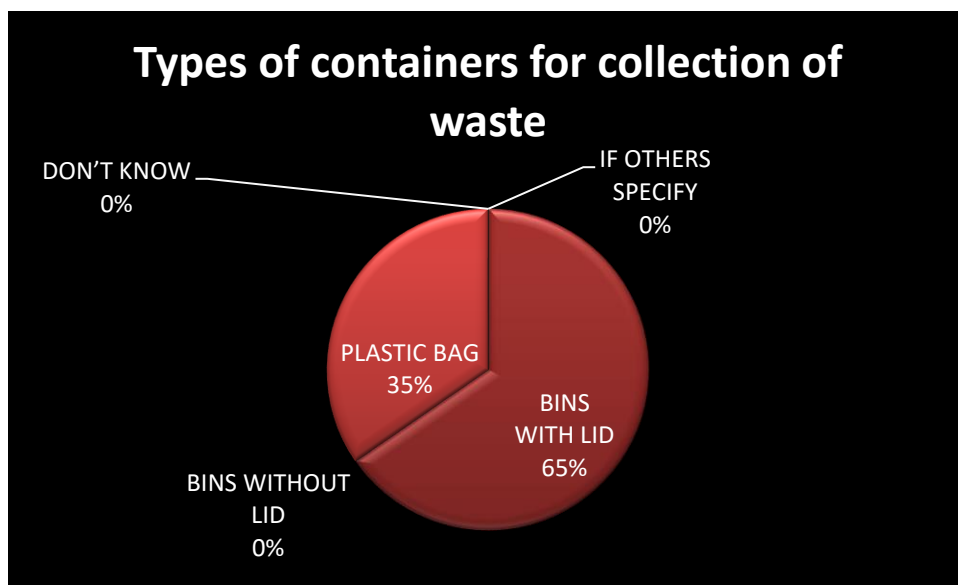 Types of containers for collection of
waste
DON’T KNOW
0%
IF OTHERS
SPECIFY
0%
PLASTIC BAG
35%
BINS
WITH LID
65%
BINS WITHOUT
LID
0%